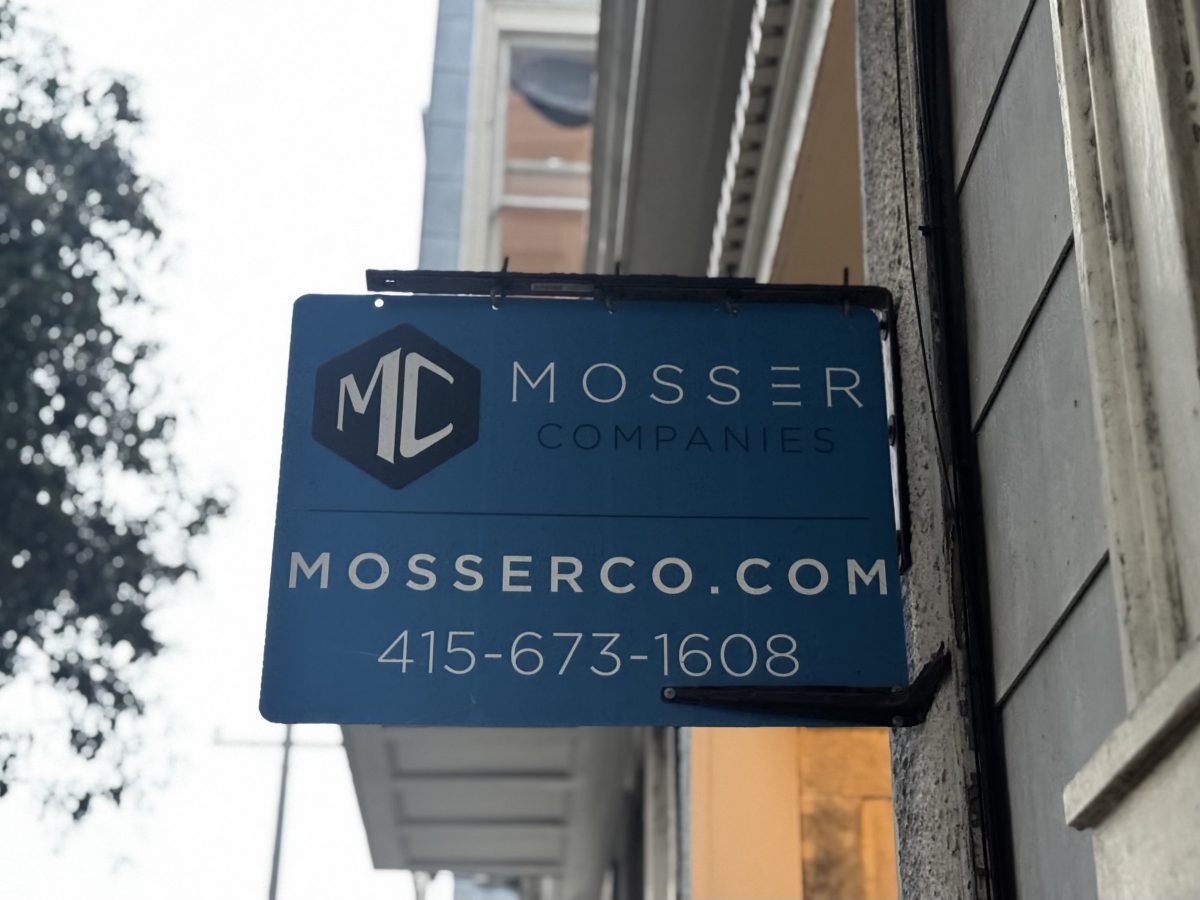 MC
MOSSER
COMPANIES
MOSSERCO.COM
415-673-1608